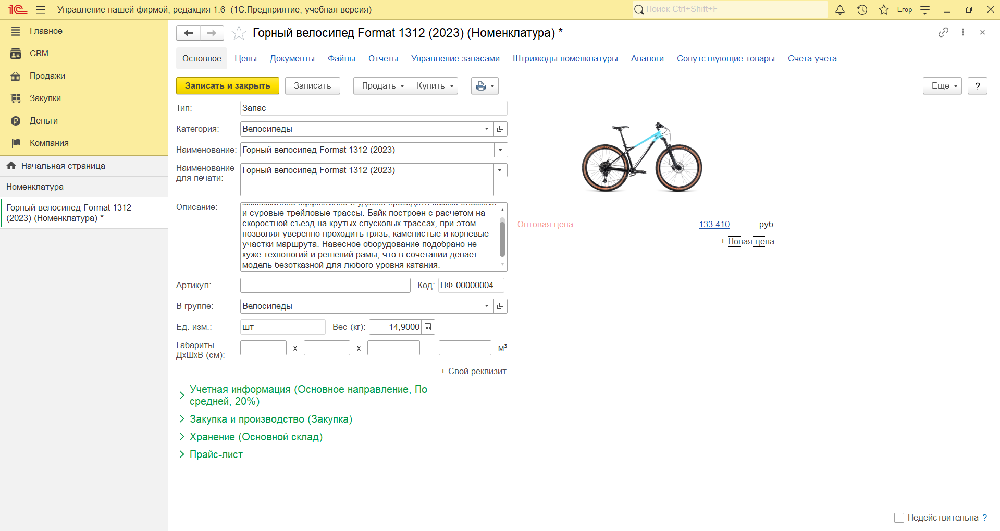 1С Управление нашей фирмой, редакция 1.6 (1С:Предприятие, учебная версия)
Поиск Ctrl+Shift+F
Егор
Главное
CRM
Продажи
Закупки
Деньги
Компания
Начальная страница
Номенклатура
Горный велосипед Format 1312
(2023) (Номенклатура) *
Горный велосипед Format 1312 (2023) (Номенклатура) *
Основное Цены Документы Файлы Отчеты Управление запасами Штрихкоды номенклатуры Аналоги Сопутствующие товары Счета учета
Записать и закрыть Записать Продать Купить Еще ?
Тип: Запас
Категория: Велосипеды
Наименование: Горный велосипед Format 1312 (2023)
Наименование
для печати:
Горный велосипед Format 1312 (2023)
Описание:
максимально эффективно и удобно проходить самые сложные
и суровые трейловые трассы. Байк построен с расчетом на
скоростной съезд на крутых спусковых трассах, при этом
позволяя уверенно проходить грязь, каменистые и корневые
участки маршрута. Навесное оборудование подобрано не
хуже технологий и решений рамы, что в сочетании делает
модель безотказной для любого уровня катания.
Артикул: Код: НФ-00000004
В группе: Велосипеды
Ед. изм.: шт Вес (кг): 14,9000
Габариты
ДхШхВ (см):
x x = м³
+ Свой реквизит
Учетная информация (Основное направление, По
средней, 20%)
Закупка и производство (Закупка)
Хранение (Основной склад)
Прайс-лист
Оптовая цена 133 410 руб.
+ Новая цена
Недействительна ?